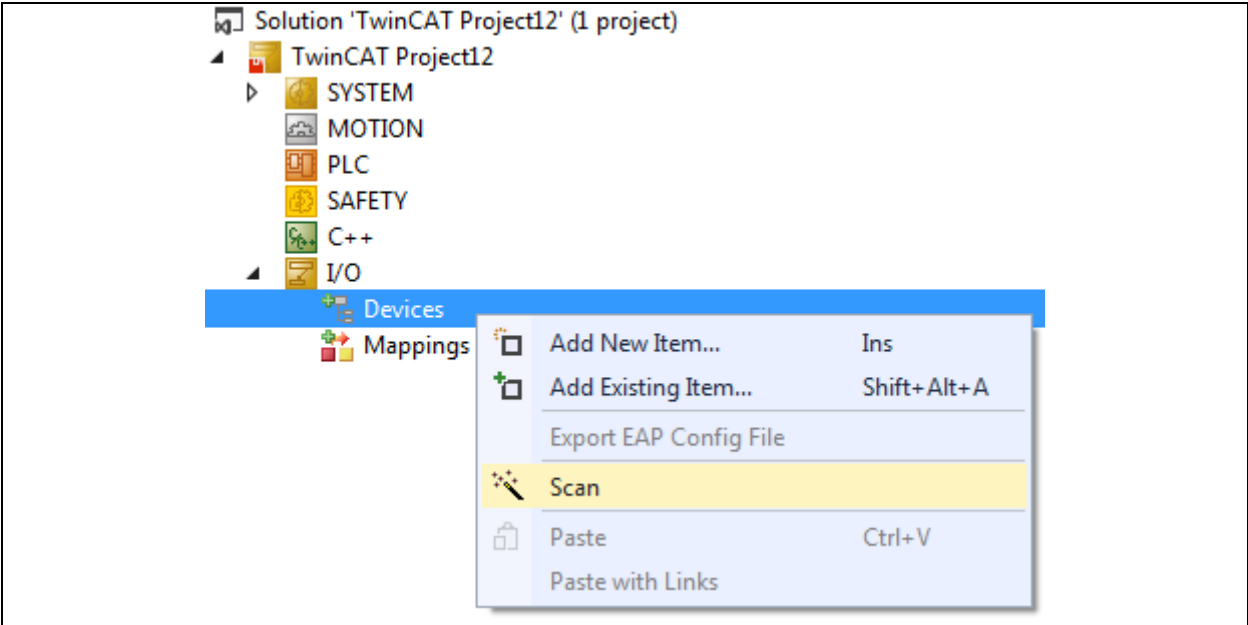 Solution 'TwinCAT Project12' (1 project)
TwinCAT Project12
SYSTEM
MOTION
PLC
SAFETY
C++
I/O
Devices
Mappings
Add New Item... Ins
Add Existing Item... Shift+Alt+A
Export EAP Config File
Scan
Paste Ctrl+V
Paste with Links